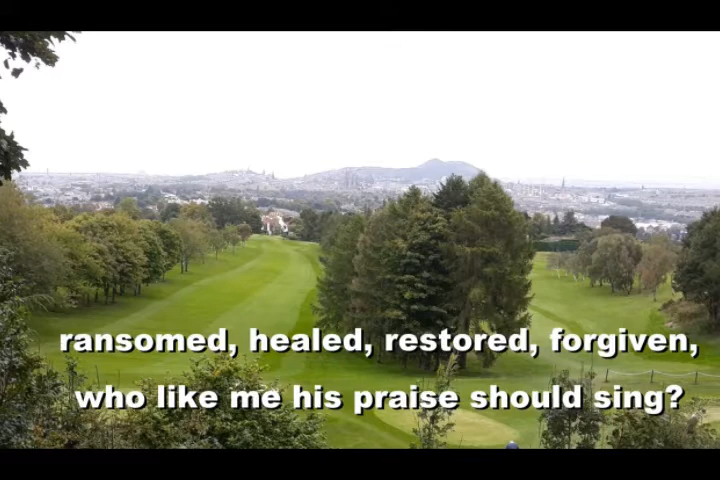 ransomed, healed, restored, forgiven,
who like me his praise should sing?